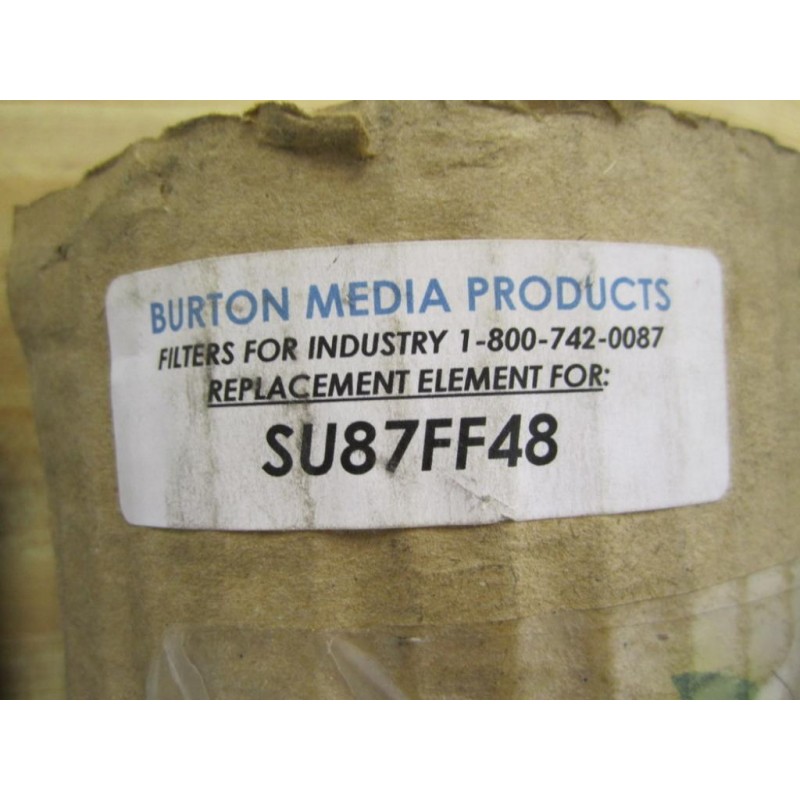 BURTON MEDIA PRODUCTS
FILTERS FOR INDUSTRY 1-800-742-0087
REPLACEMENT ELEMENT FOR:
SU87FF48